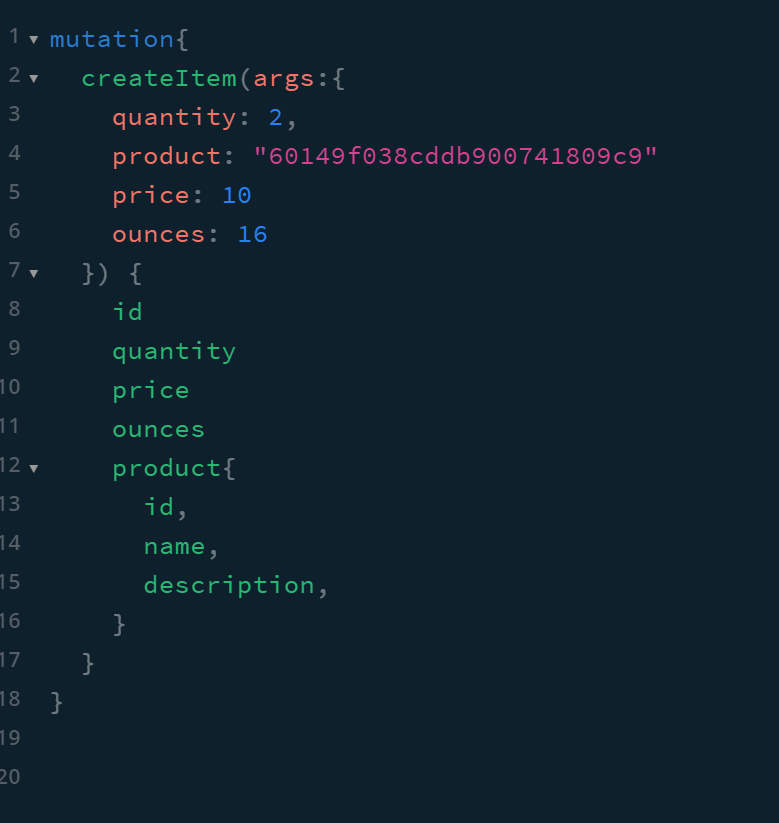 1 ▾ mutation{
2 ▾   createItem(args:{
3       quantity: 2,
4       product: "60149f038cddb900741809c9"
5       price: 10
6       ounces: 16
7 ▾   }) {
8       id
9       quantity
10       price
11       ounces
12 ▾     product{
13         id,
14         name,
15         description,
16       }
17     }
18   }
19
20